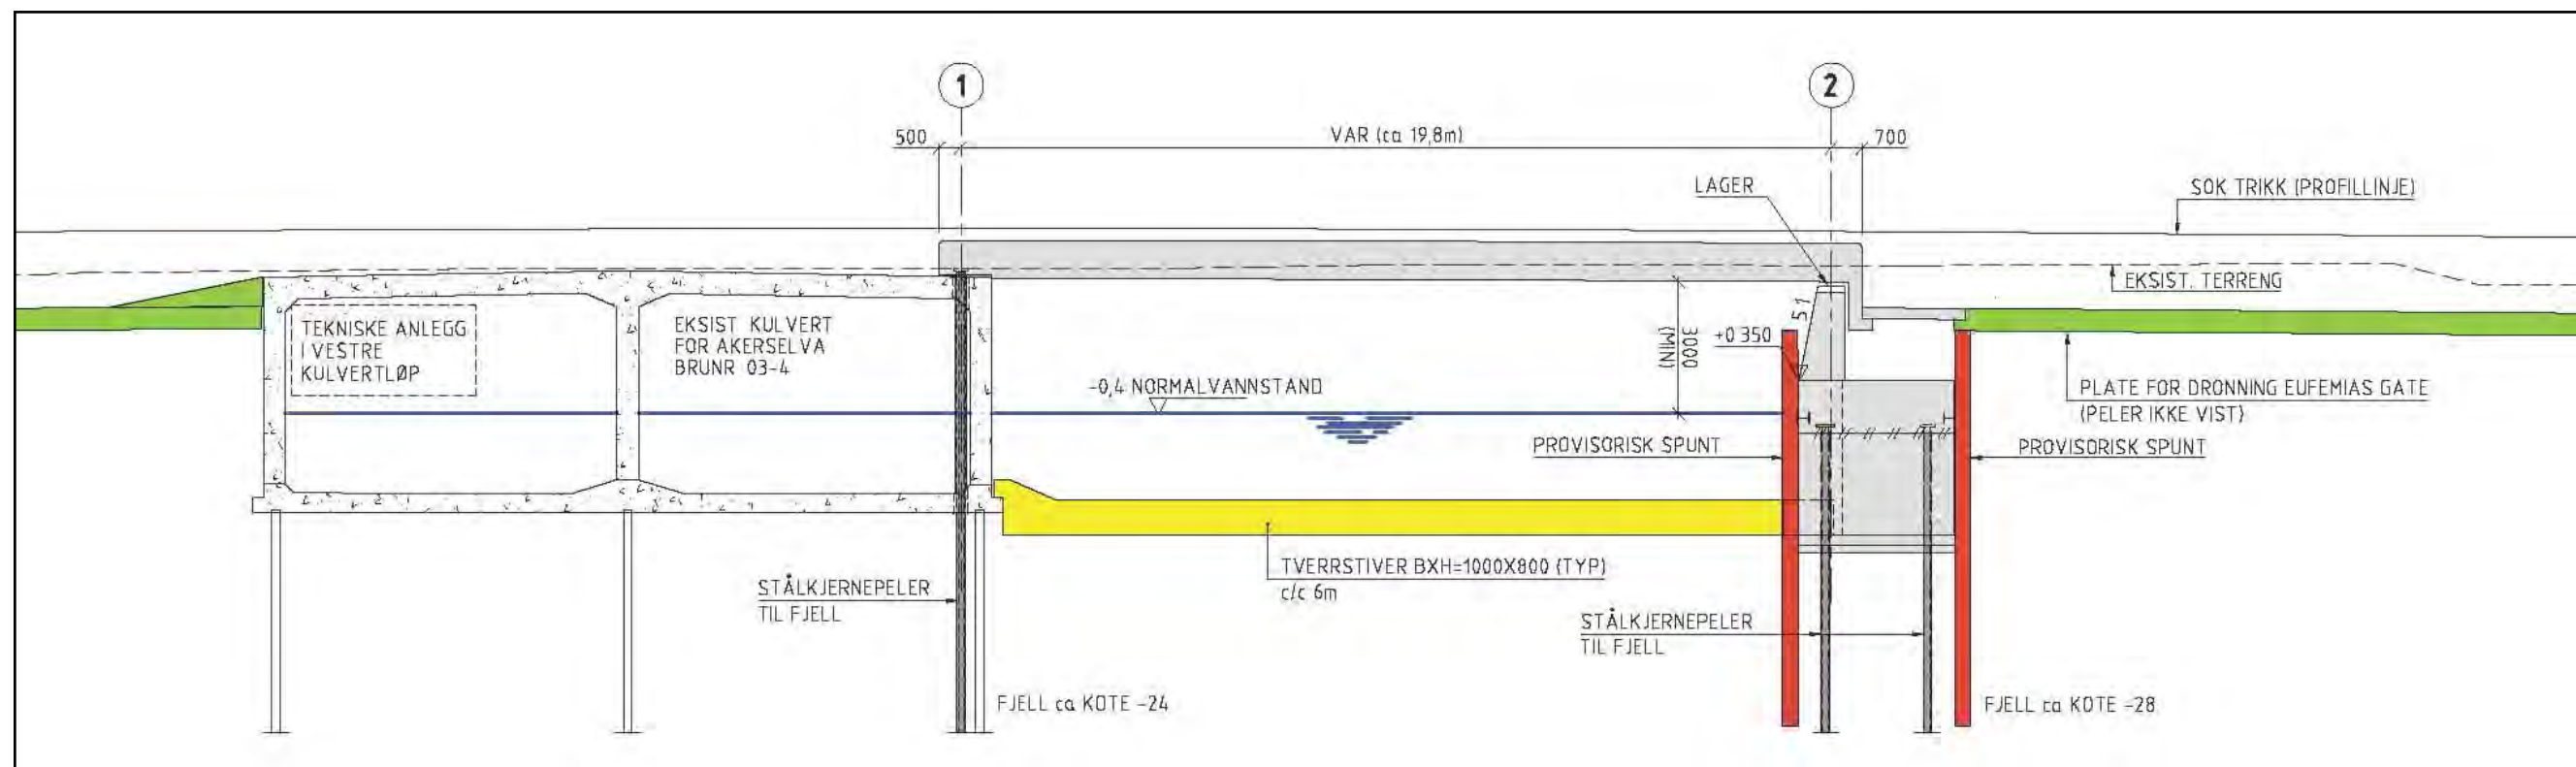 1
2
500
VAR (ca 19,8m)
700
LAGER
SOK TRIKK (PROFILLINJE)
EKSIST. TERRENG
TEKNISKE ANLEGG
I VESTRE
KULVERTLØP
EKSIST KULVERT
FOR AKERSELVA
BRUNR 03-4
5 1
3000
(MIN)
+0 350
-0,4 NORMALVANNSTAND
PLATE FOR DRONNING EUFEMIAS GATE
(PELER IKKE VIST)
PROVISORISK SPUNT
PROVISORISK SPUNT
TVERRSTIVER BXH=1000X800 (TYP)
c/c 6m
STÅLKJERNEPELER
TIL FJELL
STÅLKJERNEPELER
TIL FJELL
FJELL ca KOTE -24
FJELL ca KOTE -28